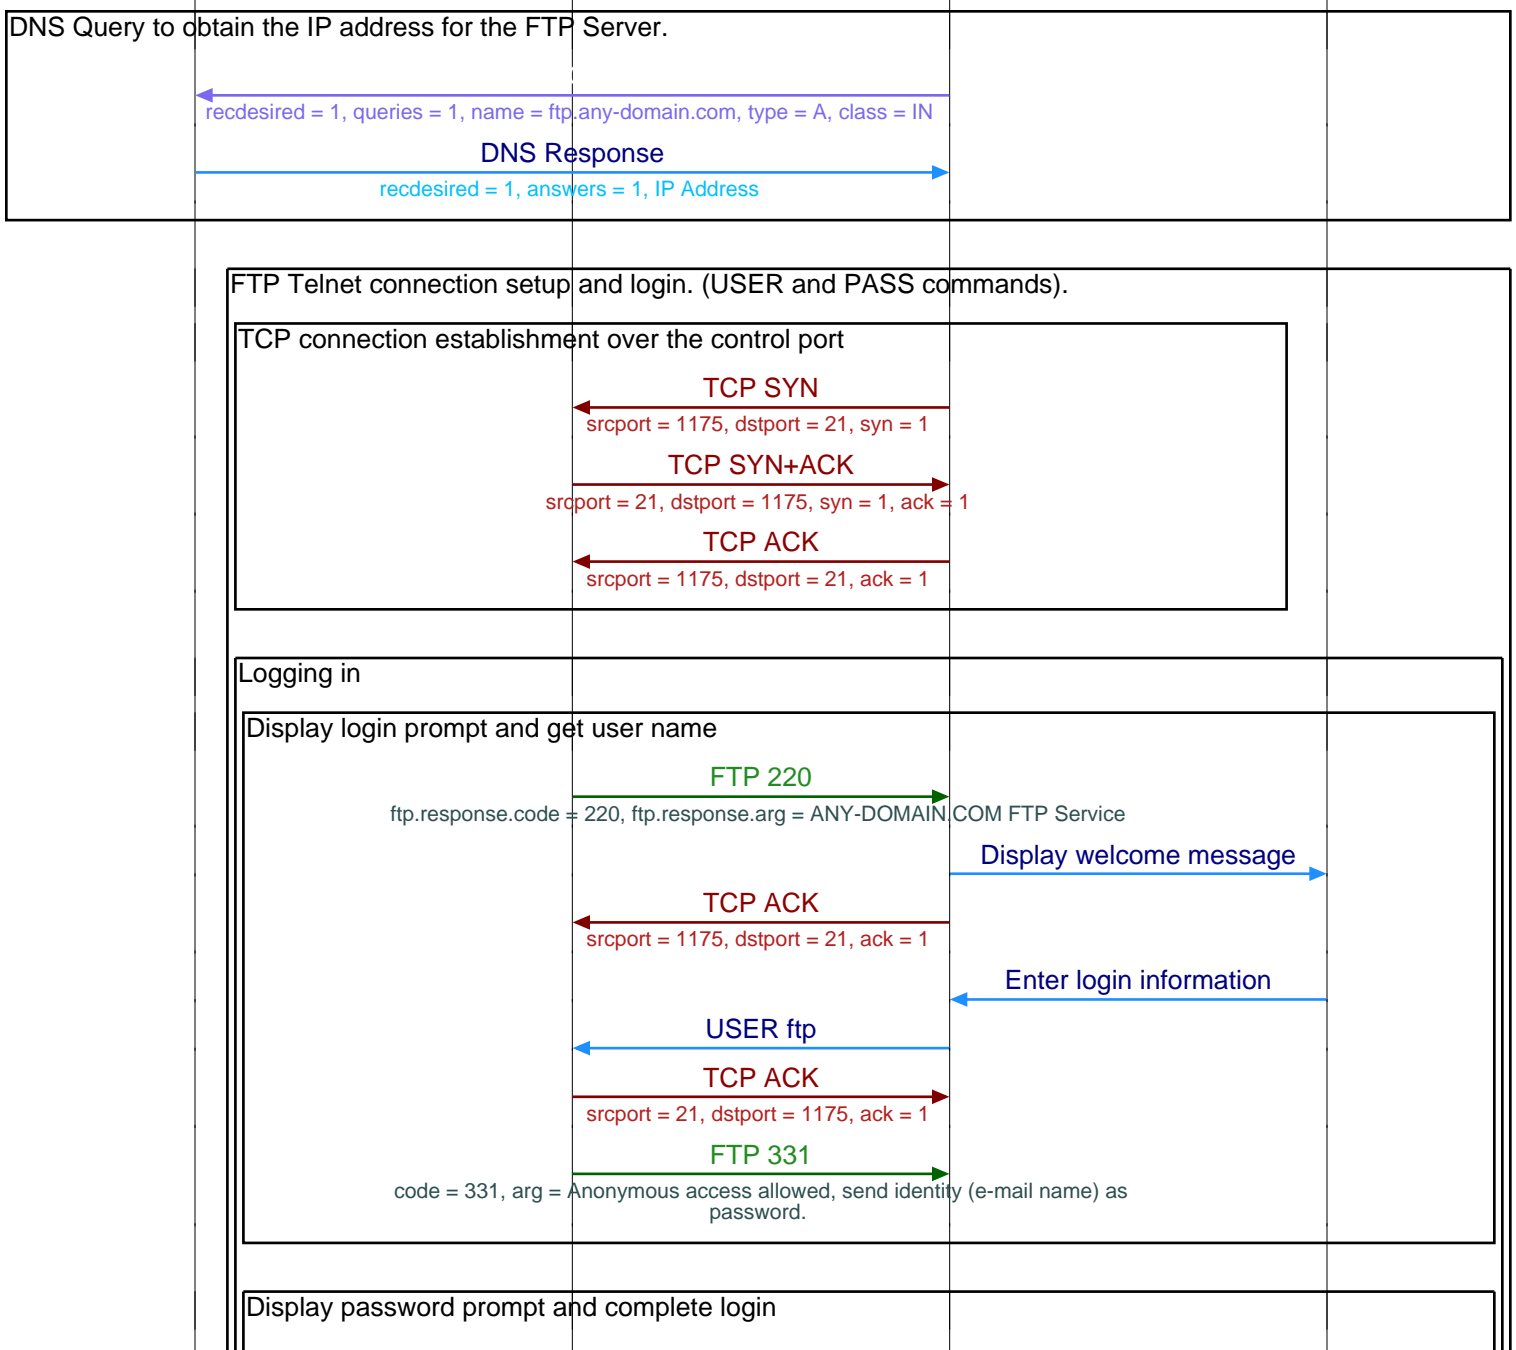 DNS Query to obtain the IP address for the FTP Server.
recdesired = 1, queries = 1, name = ftp.any-domain.com, type = A, class = IN
DNS Response
recdesired = 1, answers = 1, IP Address
FTP Telnet connection setup and login. (USER and PASS commands).
TCP connection establishment over the control port
TCP SYN
srcport = 1175, dstport = 21, syn = 1
TCP SYN+ACK
srcport = 21, dstport = 1175, syn = 1, ack = 1
TCP ACK
srcport = 1175, dstport = 21, ack = 1
Logging in
Display login prompt and get user name
FTP 220
ftp.response.code = 220, ftp.response.arg = ANY-DOMAIN.COM FTP Service
Display welcome message
TCP ACK
srcport = 1175, dstport = 21, ack = 1
Enter login information
USER ftp
TCP ACK
srcport = 21, dstport = 1175, ack = 1
FTP 331
code = 331, arg = Anonymous access allowed, send identity (e-mail name) as
password.
Display password prompt and complete login